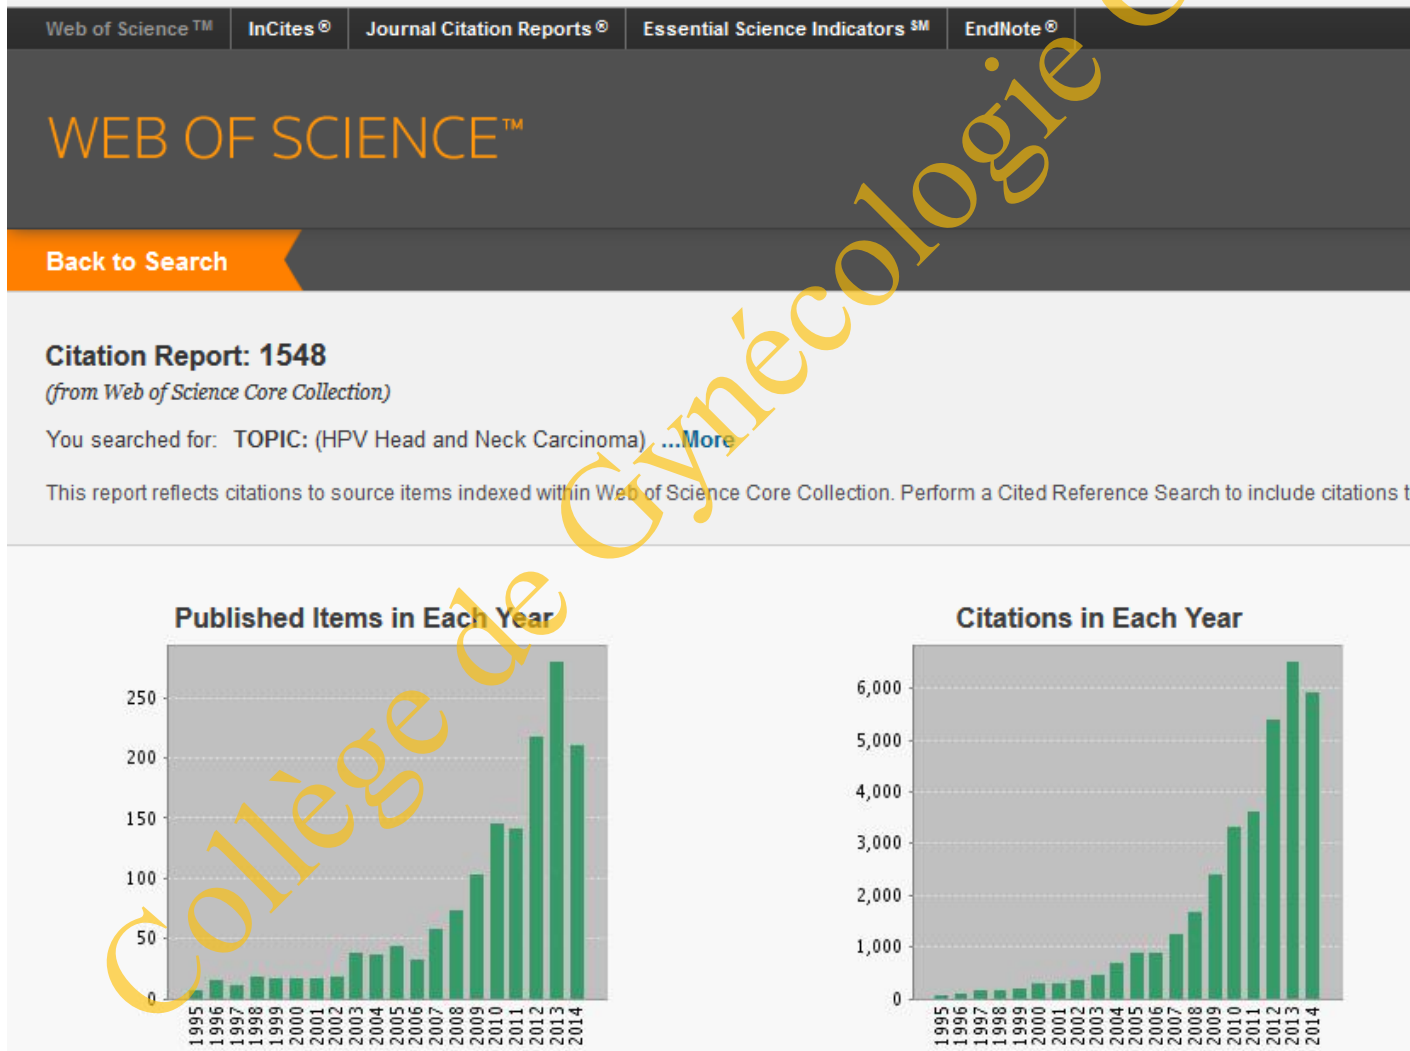 Web of Science™ InCites® Journal Citation Reports® Essential Science Indicators℠ EndNote®
WEB OF SCIENCE™
Back to Search
Citation Report: 1548
(from Web of Science Core Collection)
You searched for: TOPIC: (HPV Head and Neck Carcinoma) ...More
This report reflects citations to source items indexed within Web of Science Core Collection. Perform a Cited Reference Search to include citations t
Published Items in Each Year
250
200
150
100
50
0
1995 1996 1997 1998 1999 2000 2001 2002 2003 2004 2005 2006 2007 2008 2009 2010 2011 2012 2013 2014
Citations in Each Year
6,000
5,000
4,000
3,000
2,000
1,000
0
1995 1996 1997 1998 1999 2000 2001 2002 2003 2004 2005 2006 2007 2008 2009 2010 2011 2012 2013 2014
Collège de Gynécologie C